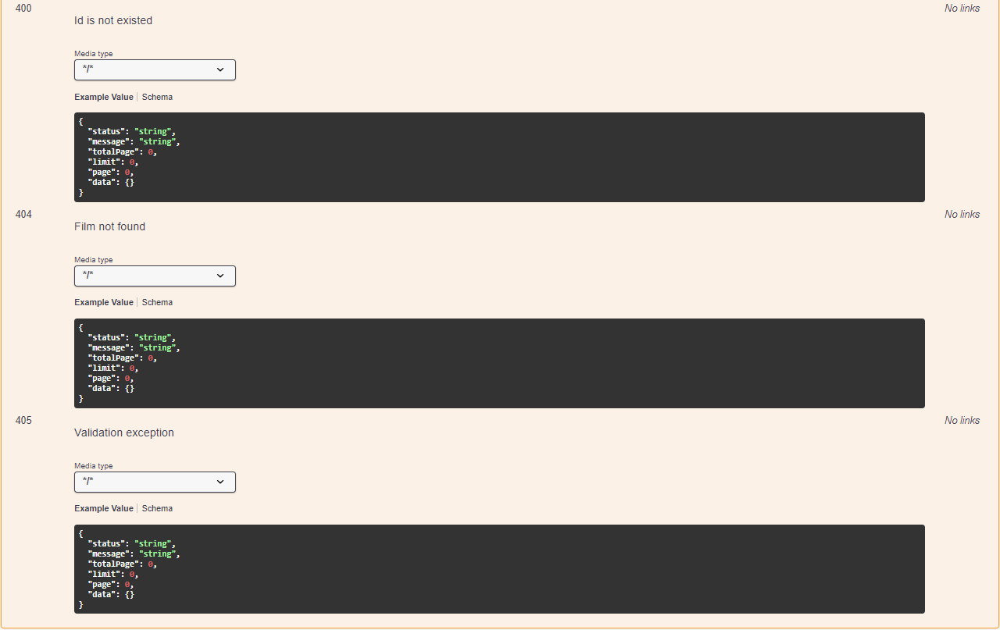 400
No links
Id is not existed
Media type
*/*
Example Value
Schema
{
"status": "string",
"message": "string",
"totalPage": 0,
"limit": 0,
"page": 0,
"data": {}
}
404
No links
Film not found
Media type
*/*
Example Value
Schema
{
"status": "string",
"message": "string",
"totalPage": 0,
"limit": 0,
"page": 0,
"data": {}
}
405
No links
Validation exception
Media type
*/*
Example Value
Schema
{
"status": "string",
"message": "string",
"totalPage": 0,
"limit": 0,
"page": 0,
"data": {}
}